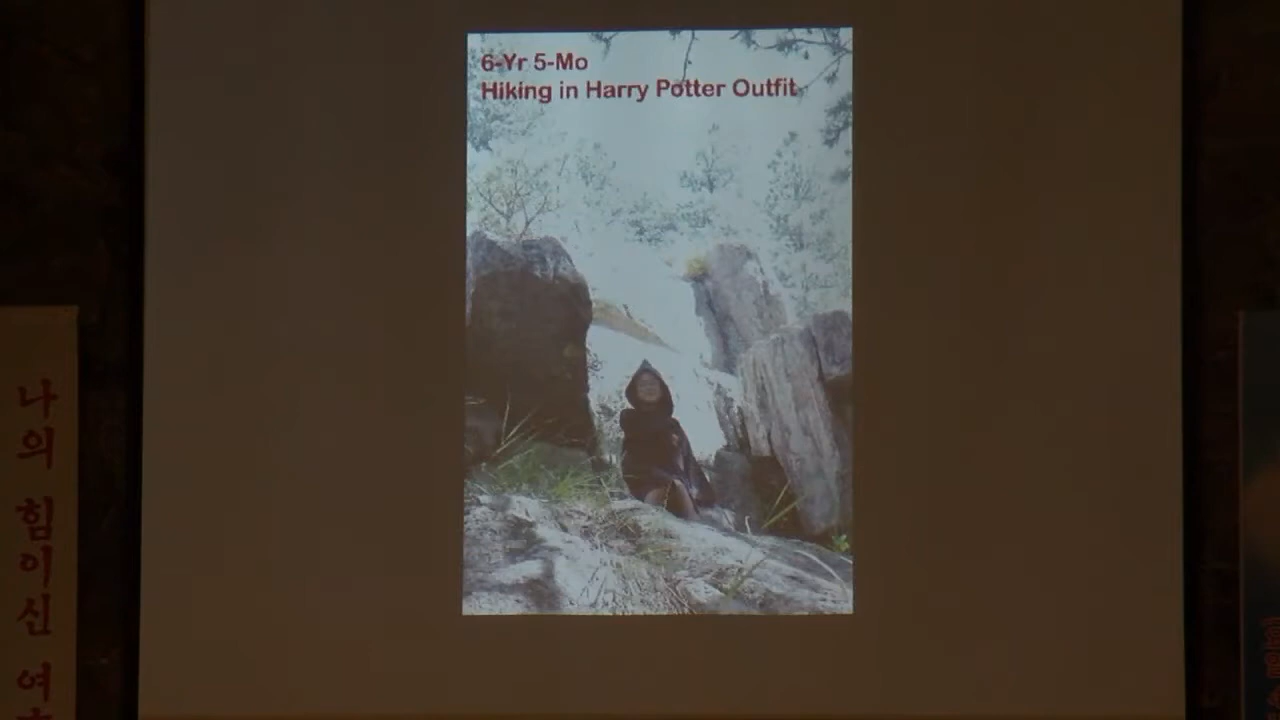 6-Yr 5-Mo
Hiking in Harry Potter Outfit
나의 힘이신 여